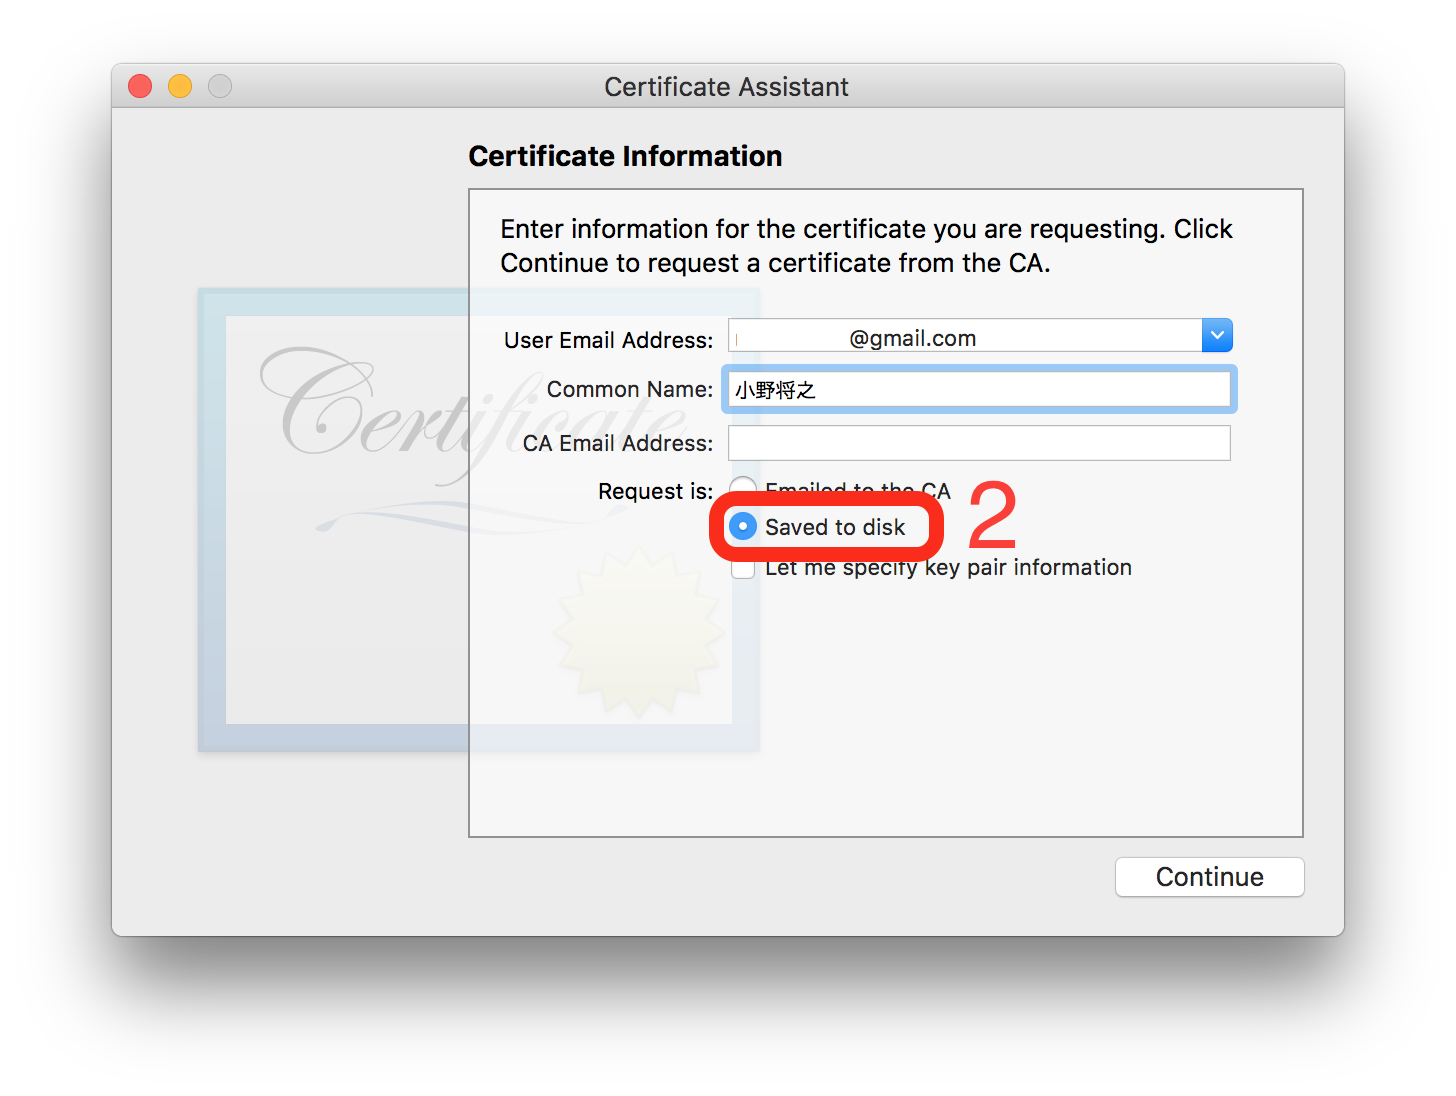 Certificate Assistant
Certificate Information
Enter information for the certificate you are requesting. Click
Continue to request a certificate from the CA.
Certificate
User Email Address: @gmail.com
Common Name: 小野将之
CA Email Address:
Request is: Emailed to the CA
Saved to disk 2
Let me specify key pair information
Continue